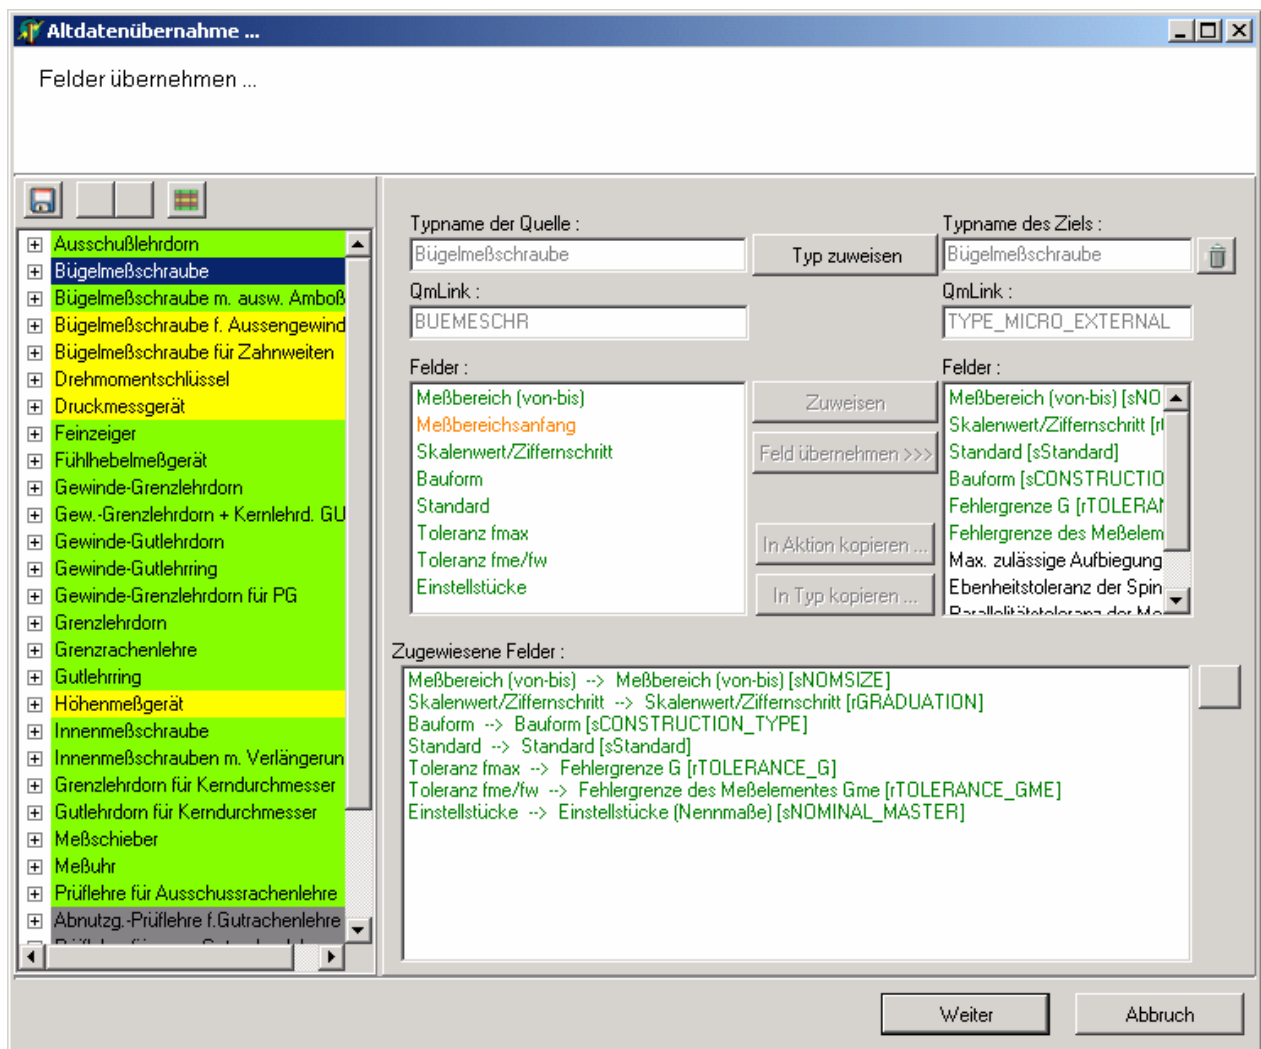 Altdatenübernahme ...
Felder übernehmen ...
Ausschußlehrdorn
Bügelmeßschraube
Bügelmeßschraube m. ausw. Amboß
Bügelmeßschraube f. Aussengewind
Bügelmeßschraube für Zahnweiten
Drehmomentschlüssel
Druckmessgerät
Feinzeiger
Fühlhebelmeßgerät
Gewinde-Grenzlehrdorn
Gew.-Grenzlehrdorn + Kernlehrd. GU
Gewinde-Gutlehrdorn
Gewinde-Gutlehrring
Gewinde-Grenzlehrdorn für PG
Grenzlehrdorn
Grenzrachenlehre
Gutlehrring
Höhenmeßgerät
Innenmeßschraube
Innenmeßschrauben m. Verlängerun
Grenzlehrdorn für Kerndurchmesser
Gutlehrdorn für Kerndurchmesser
Meßschieber
Meßuhr
Prüflehre für Ausschussrachenlehre
Abnutzg.-Prüflehre f.Gutrachenlehre
Typname der Quelle :
Bügelmeßschraube
QmLink :
BUEMESCHR
Felder :
Meßbereich (von-bis)
Meßbereichsanfang
Skalenwert/Ziffernschritt
Bauform
Standard
Toleranz fmax
Toleranz fme/fw
Einstellstücke
Typ zuweisen
Zuweisen
Feld übernehmen >>>
In Aktion kopieren ...
In Typ kopieren ...
Typname des Ziels :
Bügelmeßschraube
QmLink :
TYPE_MICRO_EXTERNAL
Felder :
Meßbereich (von-bis) [sNO
Skalenwert/Ziffernschritt [r
Standard [sStandard]
Bauform [sCONSTRUCTIO
Fehlergrenze G [rTOLERAN
Fehlergrenze des Meßelem
Max. zulässige Aufbiegung
Ebenheitstoleranz der Spin
Parallelitätstoleranz der Me
Zugewiesene Felder :
Meßbereich (von-bis) --> Meßbereich (von-bis) [sNOMSIZE]
Skalenwert/Ziffernschritt --> Skalenwert/Ziffernschritt [rGRADUATION]
Bauform --> Bauform [sCONSTRUCTION_TYPE]
Standard --> Standard [sStandard]
Toleranz fmax --> Fehlergrenze G [rTOLERANCE_G]
Toleranz fme/fw --> Fehlergrenze des Meßelementes Gme [rTOLERANCE_GME]
Einstellstücke --> Einstellstücke (Nennmaße) [sNOMINAL_MASTER]
Weiter
Abbruch